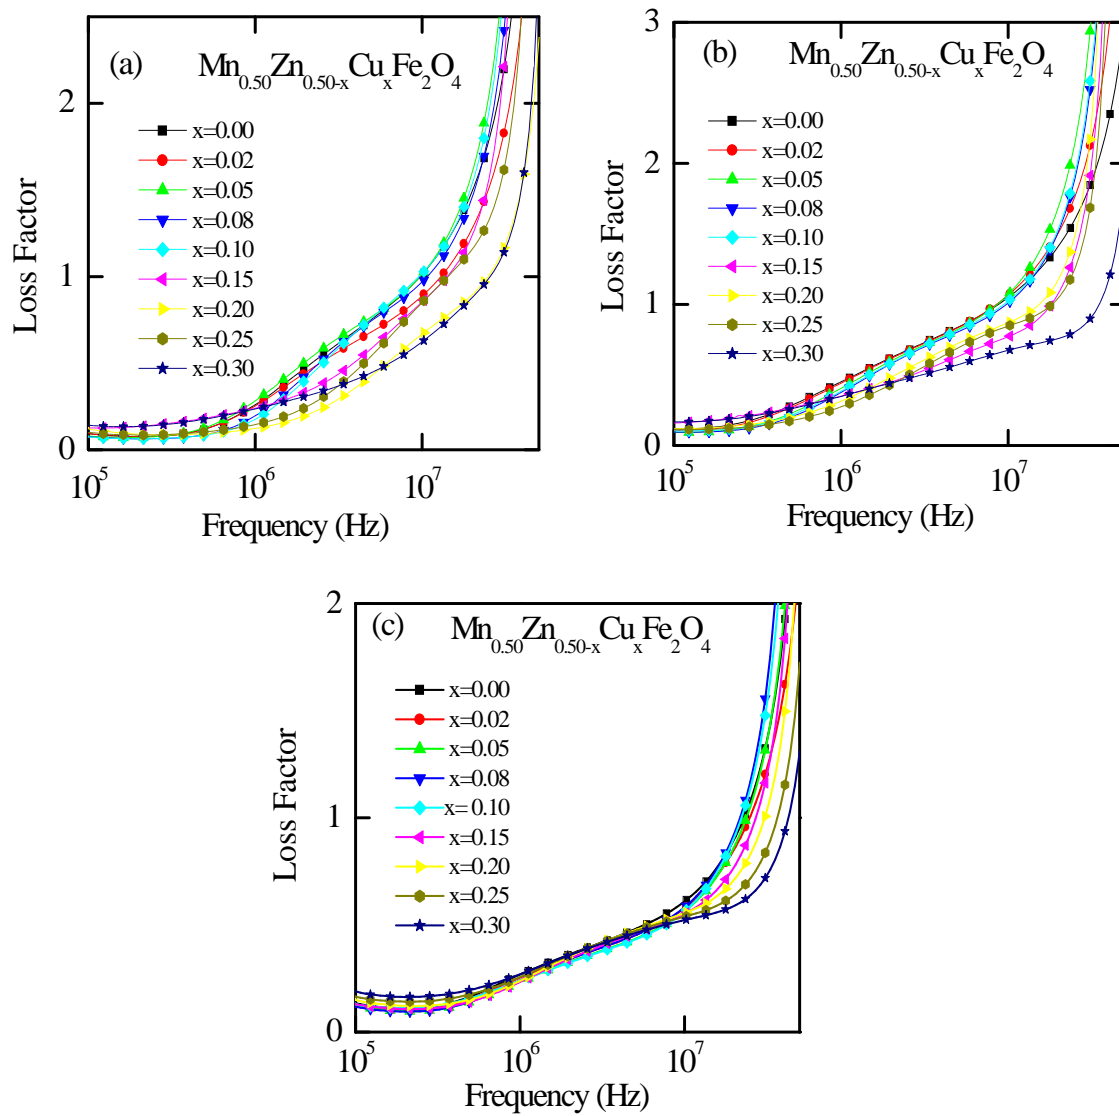 (a) Mn0.50Zn0.50-xCuxFe2O4
2
x=0.00
x=0.02
x=0.05
x=0.08
x=0.10
x=0.15
x=0.20
x=0.25
x=0.30
1
0
Loss Factor
10^5 10^6 10^7
Frequency (Hz)
3
(b) Mn0.50Zn0.50-xCuxFe2O4
x=0.00
x=0.02
x=0.05
x=0.08
x=0.10
x=0.15
x=0.20
x=0.25
x=0.30
2
1
0
Loss Factor
10^5 10^6 10^7
Frequency (Hz)
2
(c) Mn0.50Zn0.50-xCuxFe2O4
x=0.00
x=0.02
x=0.05
x=0.08
x= 0.10
x=0.15
x=0.20
x=0.25
x=0.30
1
0
Loss Factor
10^5 10^6 10^7
Frequency (Hz)